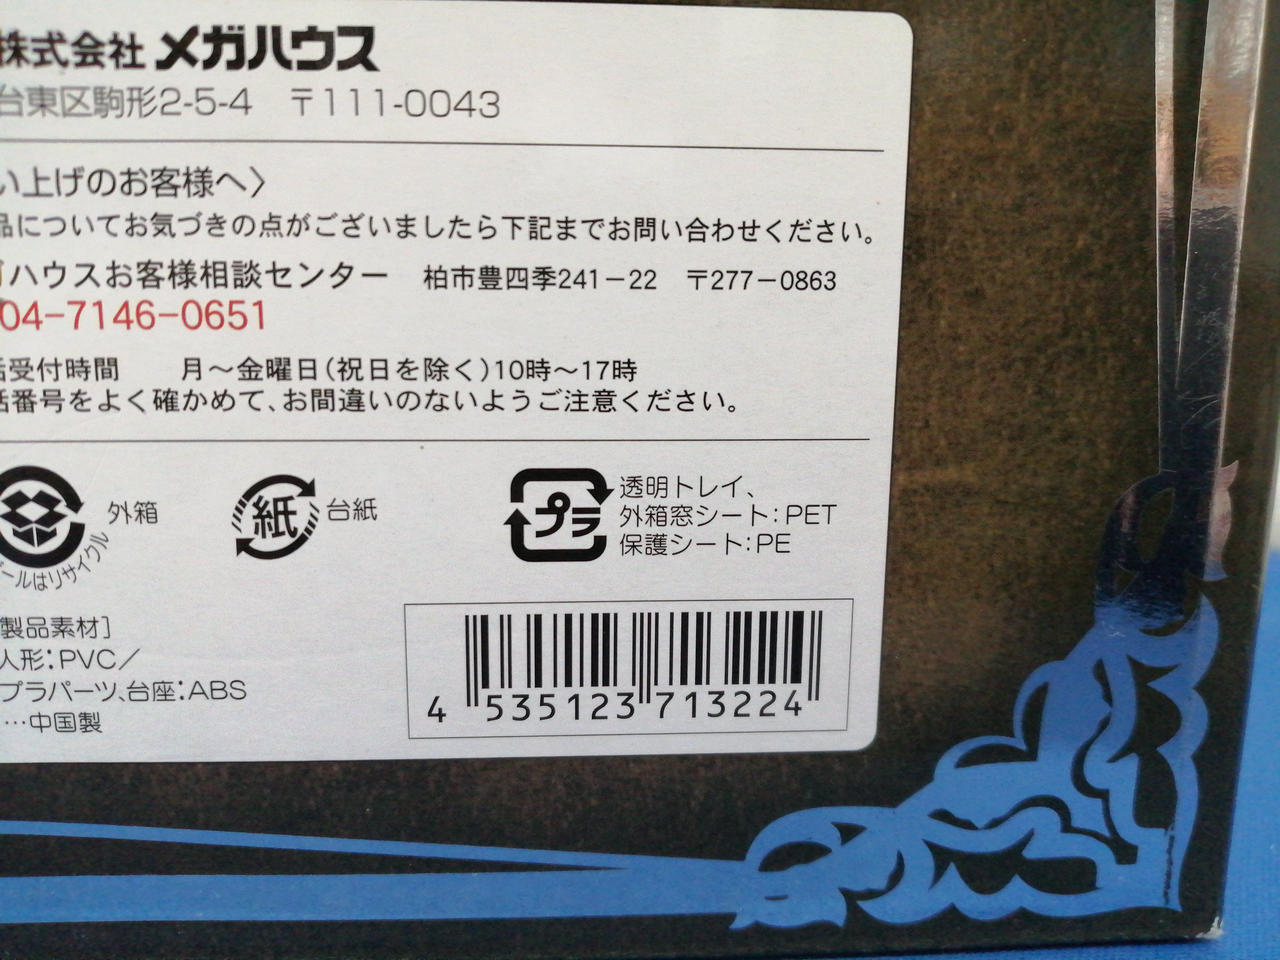 株式会社 メガハウス
台東区駒形2-5-4 〒111-0043
い上げのお客様へ〉
品についてお気づきの点がございましたら下記までお問い合わせください。
ガハウスお客様相談センター 柏市豊四季241−22 〒277−0863
04−7146−0651
話受付時間 月〜金曜日(祝日を除く)10時〜17時
話番号をよく確かめて、お間違いのないようご注意ください。
外箱
ールはリサイクル
紙 台紙
プラ 透明トレイ、
外箱窓シート:PET
保護シート:PE
製品素材]
人形:PVC/
プラパーツ、台座:ABS
…中国製
4 535123 713224